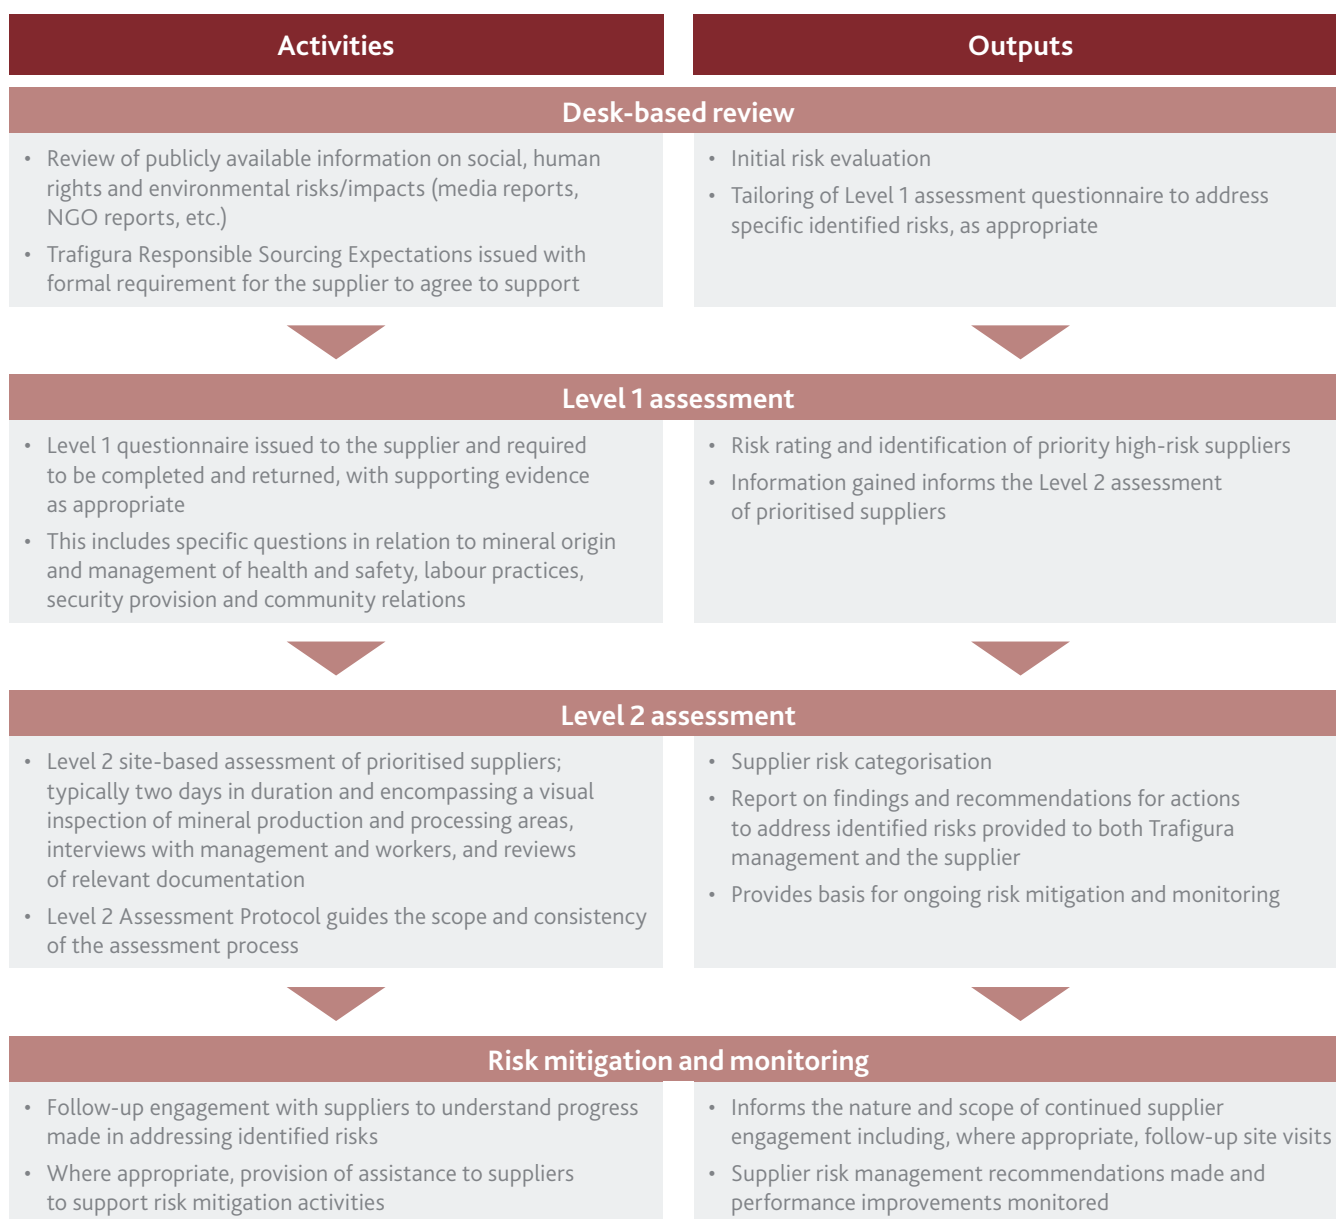 Activities
Outputs
Desk-based review
• Review of publicly available information on social, human
rights and environmental risks/impacts (media reports,
NGO reports, etc.)
• Trafigura Responsible Sourcing Expectations issued with
formal requirement for the supplier to agree to support
• Initial risk evaluation
• Tailoring of Level 1 assessment questionnaire to address
specific identified risks, as appropriate
Level 1 assessment
• Level 1 questionnaire issued to the supplier and required
to be completed and returned, with supporting evidence
as appropriate
• This includes specific questions in relation to mineral origin
and management of health and safety, labour practices,
security provision and community relations
• Risk rating and identification of priority high-risk suppliers
• Information gained informs the Level 2 assessment
of prioritised suppliers
Level 2 assessment
• Level 2 site-based assessment of prioritised suppliers;
typically two days in duration and encompassing a visual
inspection of mineral production and processing areas,
interviews with management and workers, and reviews
of relevant documentation
• Level 2 Assessment Protocol guides the scope and consistency
of the assessment process
• Supplier risk categorisation
• Report on findings and recommendations for actions
to address identified risks provided to both Trafigura
management and the supplier
• Provides basis for ongoing risk mitigation and monitoring
Risk mitigation and monitoring
• Follow-up engagement with suppliers to understand progress
made in addressing identified risks
• Where appropriate, provision of assistance to suppliers
to support risk mitigation activities
• Informs the nature and scope of continued supplier
engagement including, where appropriate, follow-up site visits
• Supplier risk management recommendations made and
performance improvements monitored